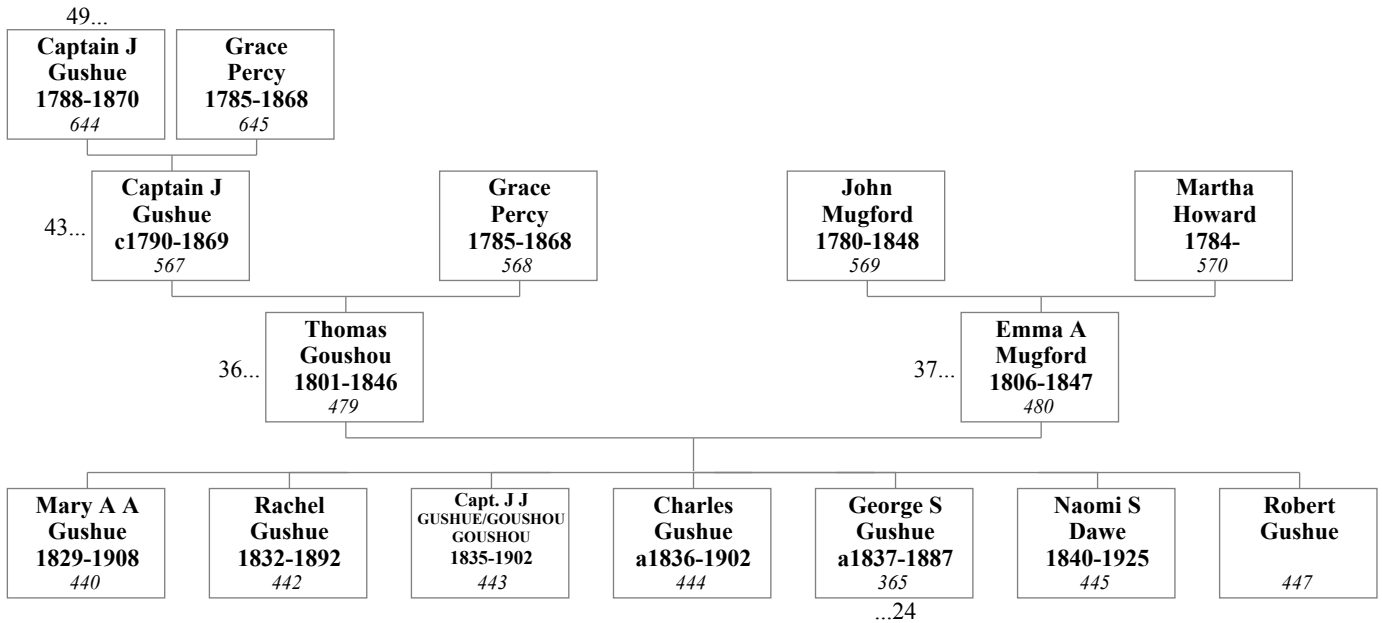 49...
Captain J
Gushue
1788-1870
644
Grace
Percy
1785-1868
645
43...
Captain J
Gushue
c1790-1869
567
Grace
Percy
1785-1868
568
John
Mugford
1780-1848
569
Martha
Howard
1784-
570
36...
Thomas
Goushou
1801-1846
479
37...
Emma A
Mugford
1806-1847
480
Mary A A
Gushue
1829-1908
440
Rachel
Gushue
1832-1892
442
Capt. J J
GUSHUE/GOUSHOU
GOUSHOU
1835-1902
443
Charles
Gushue
a1836-1902
444
George S
Gushue
a1837-1887
365
Naomi S
Dawe
1840-1925
445
Robert
Gushue
447
...24